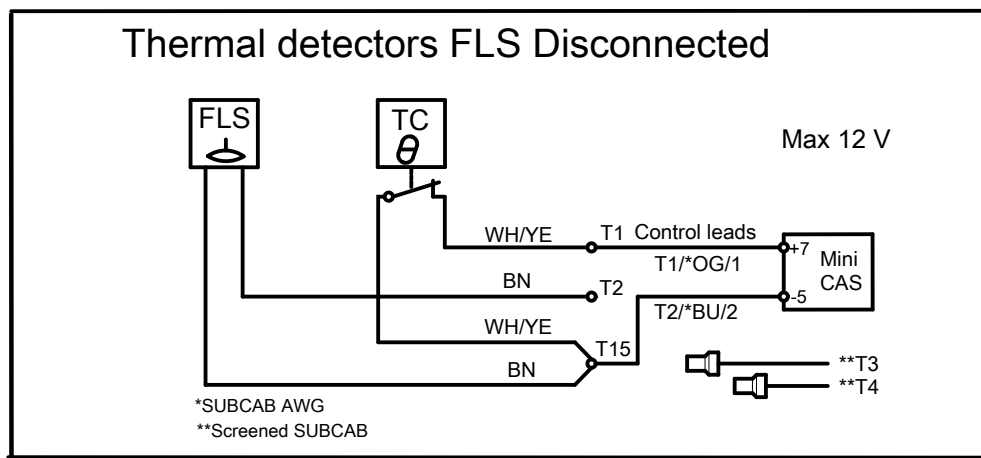 Thermal detectors FLS Disconnected
FLS
TC
θ
Max 12 V
WH/YE
T1
Control leads
+7
Mini
CAS
T1/*OG/1
BN
T2
-5
T2/*BU/2
WH/YE
T15
BN
**T3
**T4
*SUBCAB AWG
**Screened SUBCAB